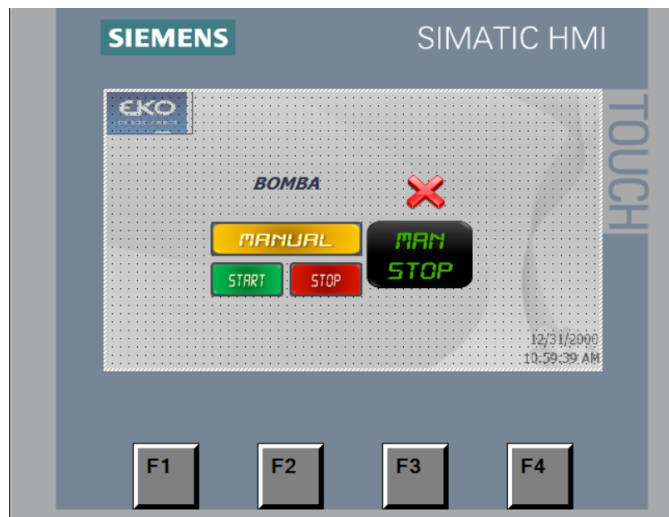 SIEMENS
SIMATIC HMI
TOUCH
EKO
BOMBA
MANUAL
MAN
STOP
START
STOP
12/31/2000
10:59:39 AM
F1
F2
F3
F4